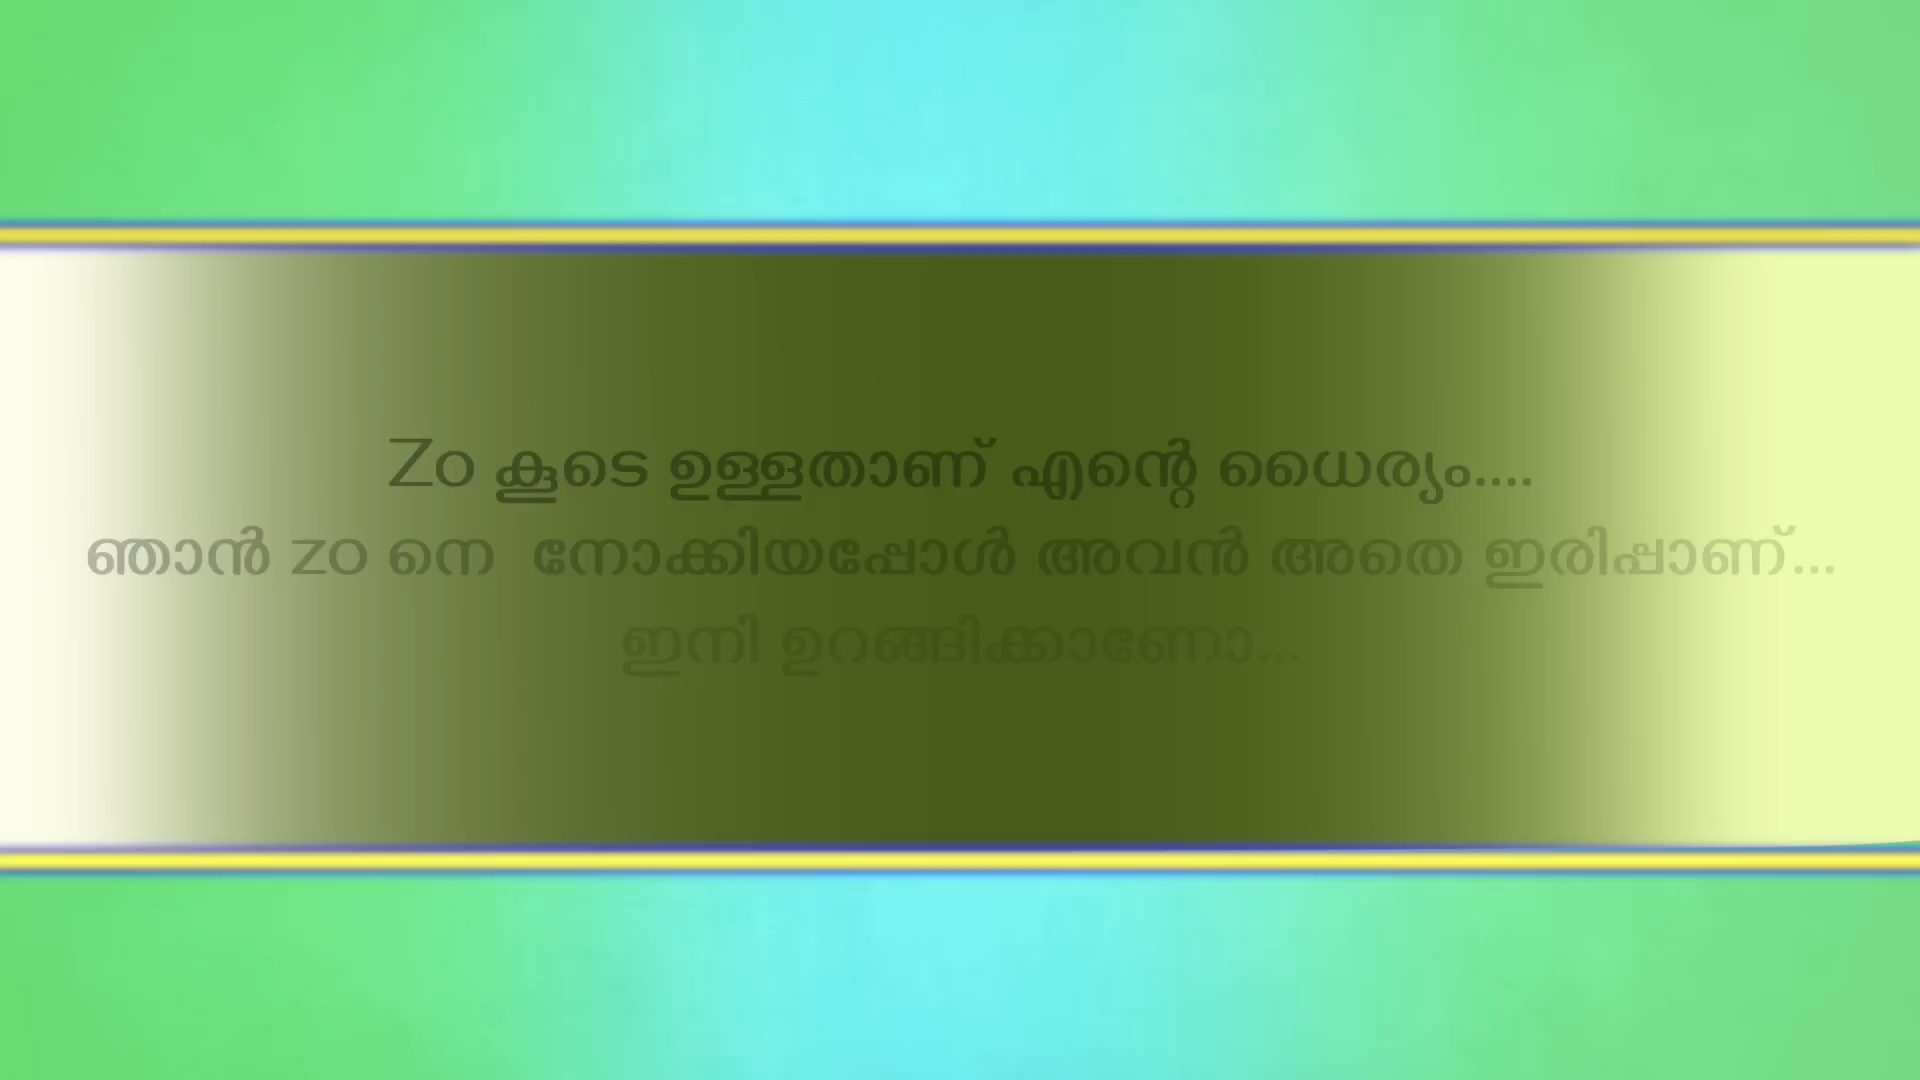 Zo കൂടെ ഉള്ളതാണ് എന്റെ ധൈര്യം....
ഞാൻ zo നെ നോക്കിയപ്പോൾ അവൻ അതെ ഇരിപ്പാണ്...
ഇനി ഉറങ്ങിക്കാണോ...